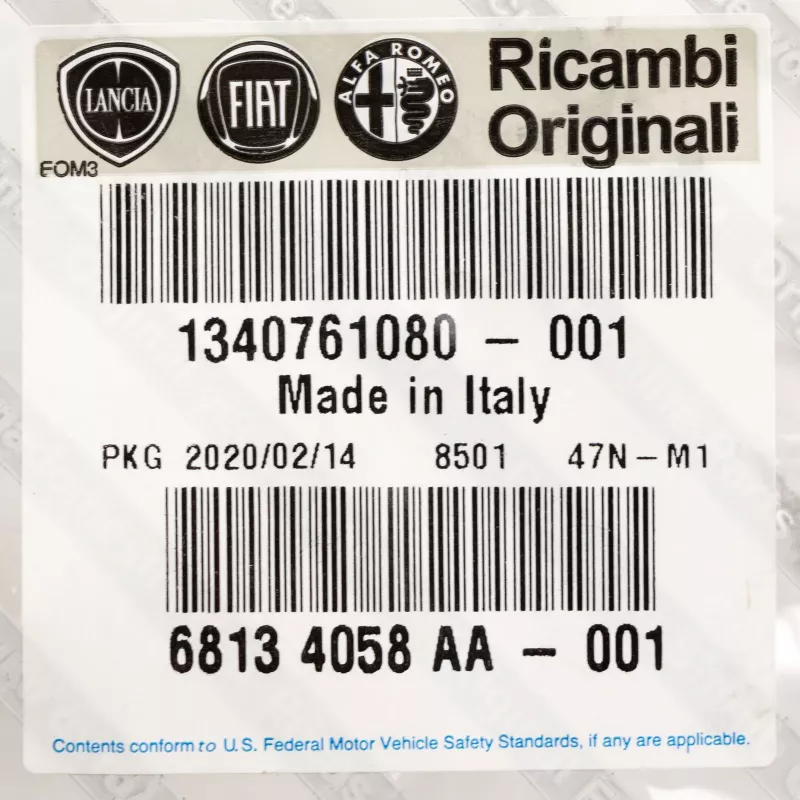 LANCIA
FIAT
ALFA ROMEO
Ricambi
Originali
EOM3
1340761080 – 001
Made in Italy
PKG 2020/02/14 8501 47N – M1
6813 4058 AA – 001
Contents conform to U.S. Federal Motor Vehicle Safety Standards, if any are applicable.